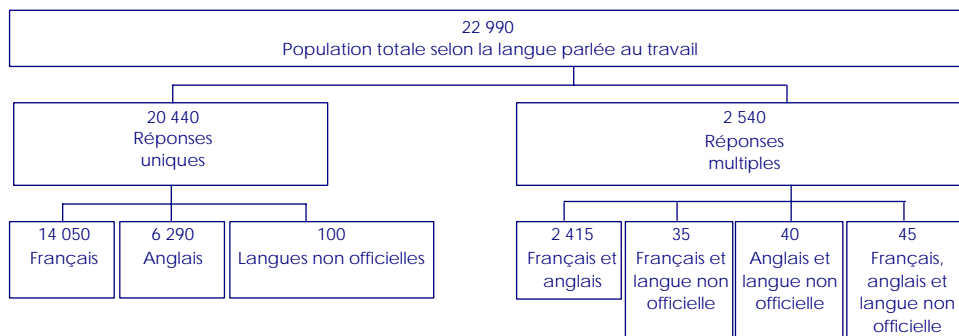 22 990
Population totale selon la langue parlée au travail
20 440
Réponses
uniques
2 540
Réponses
multiples
14 050
Français
6 290
Anglais
100
Langues non officielles
2 415
Français et
anglais
35
Français et
langue non
officielle
40
Anglais et
langue non
officielle
45
Français,
anglais et
langue non
officielle